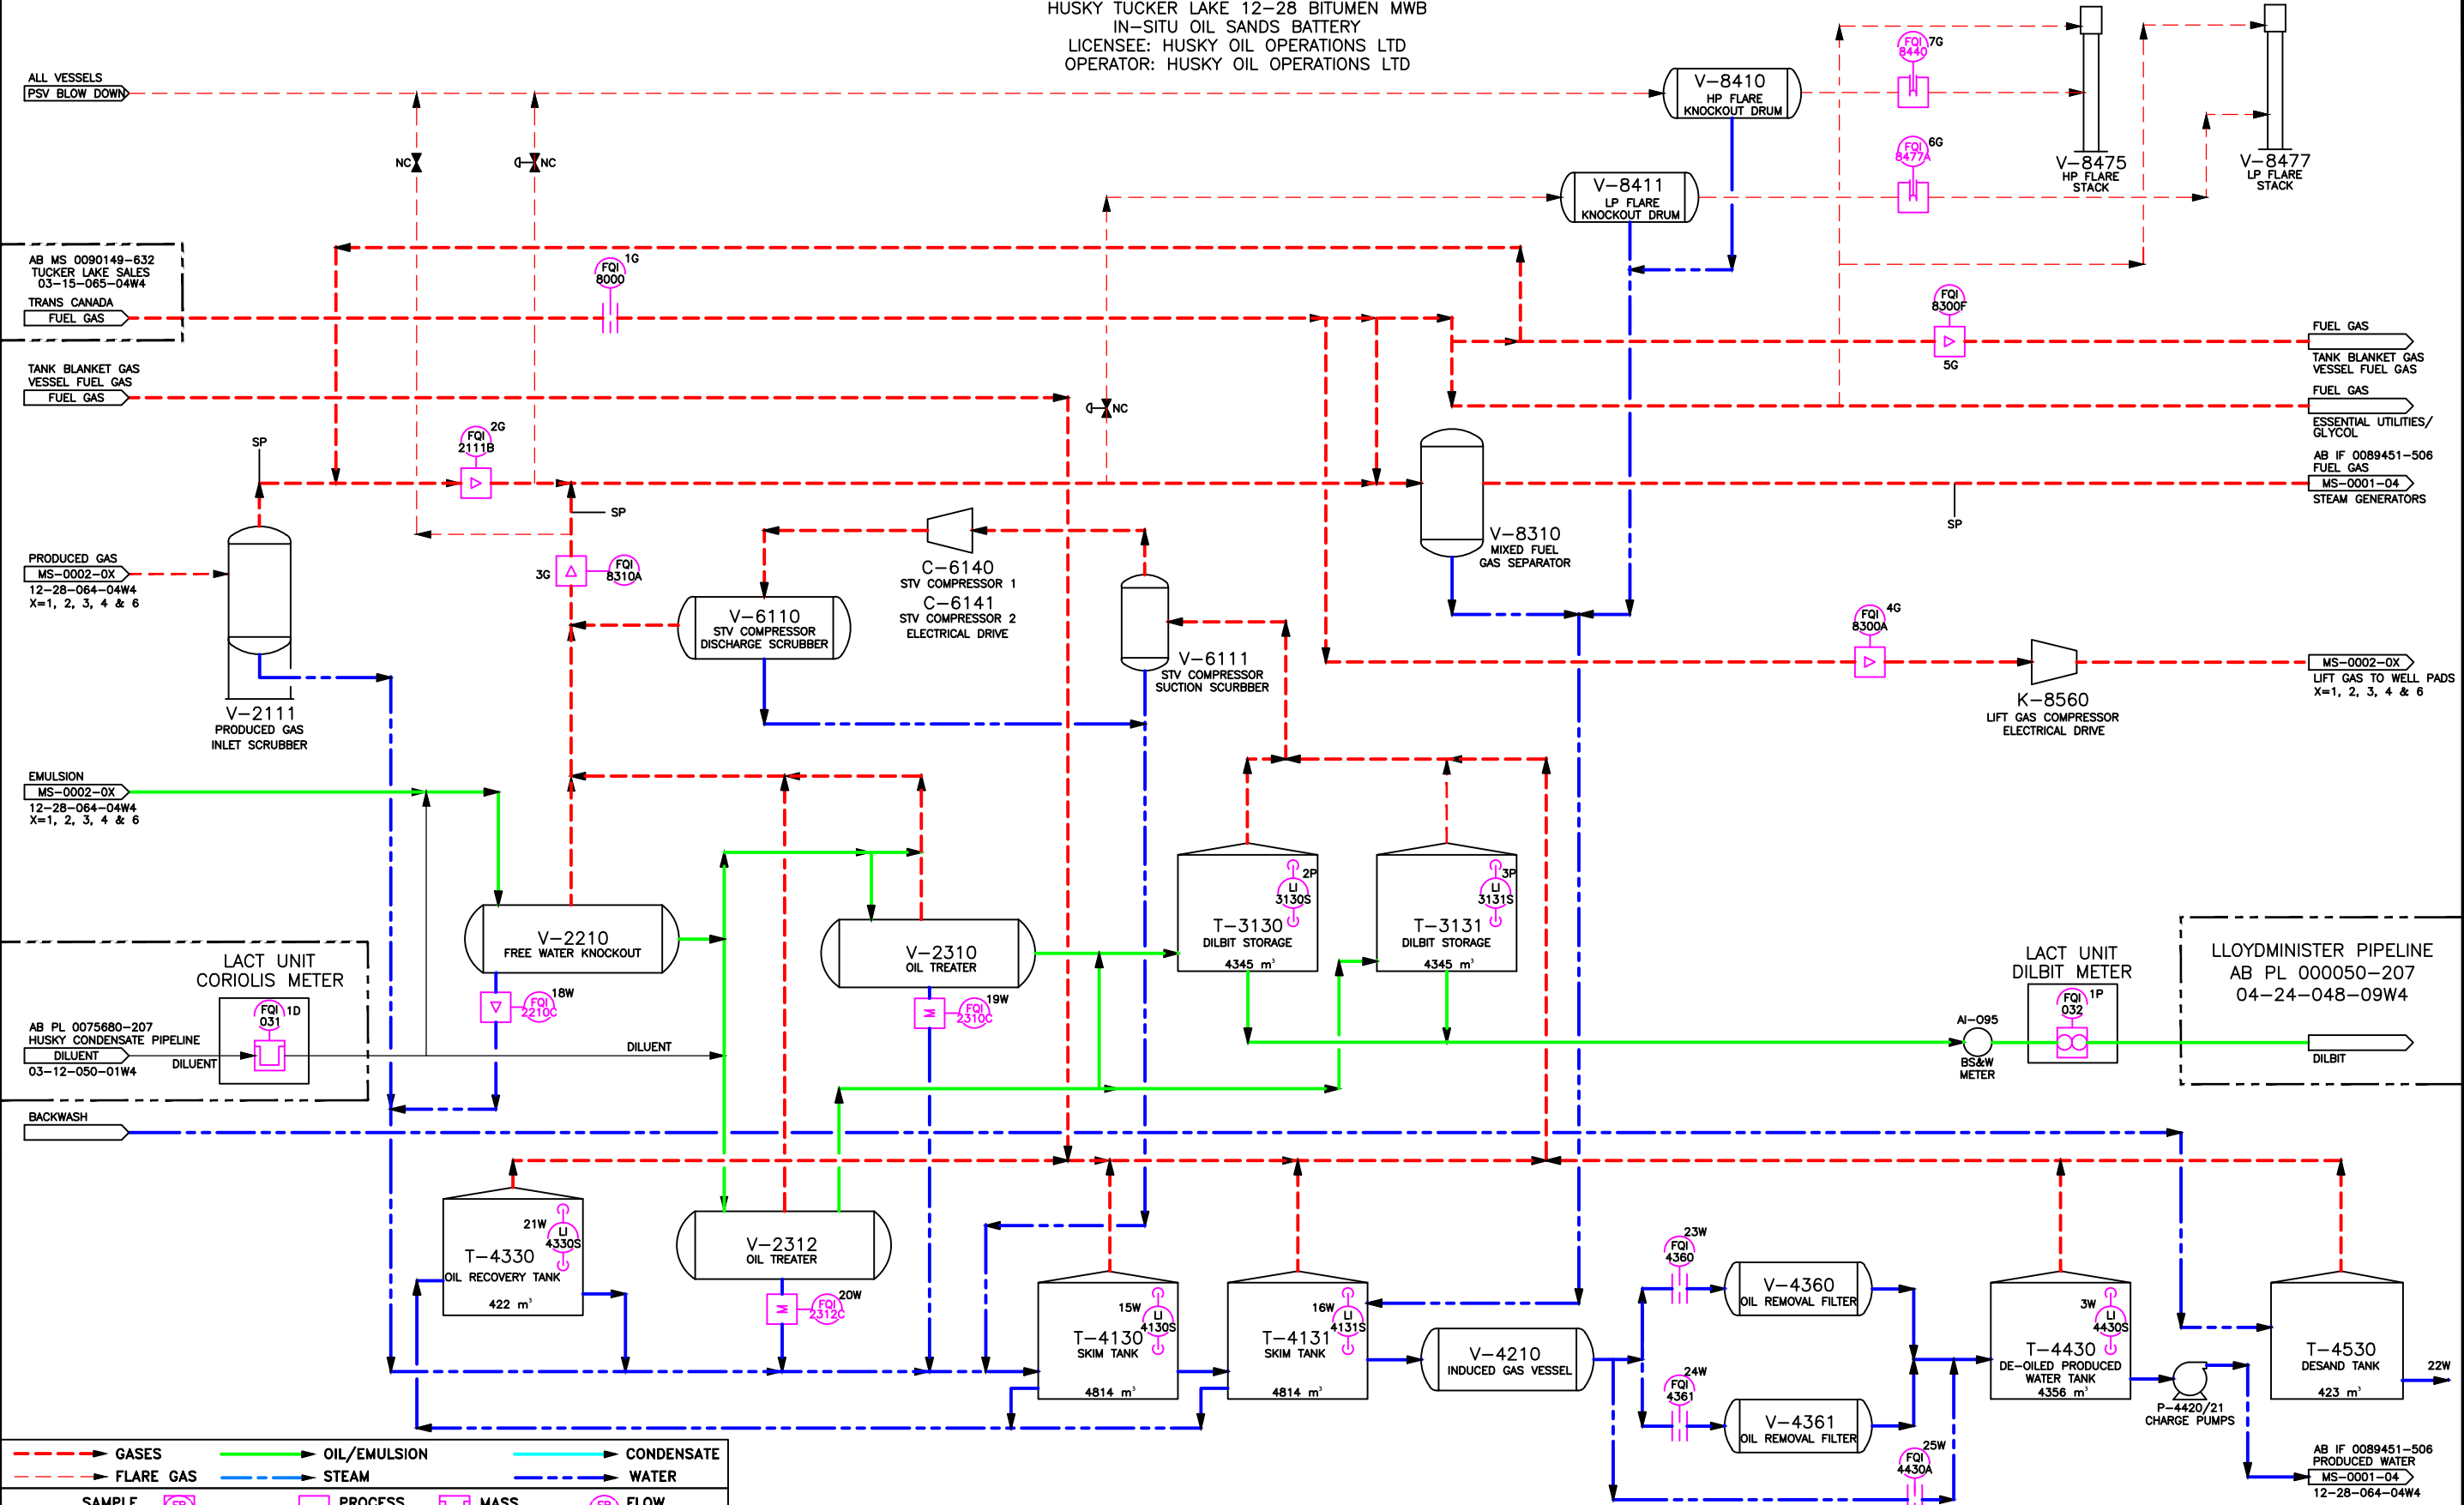 HUSKY TUCKER LAKE 12-28 BITUMEN MWB
IN-SITU OIL SANDS BATTERY
LICENSEE: HUSKY OIL OPERATIONS LTD
OPERATOR: HUSKY OIL OPERATIONS LTD
ALL VESSELS
PSV BLOW DOWN
NC
NC
V-8410
HP FLARE
KNOCKOUT DRUM
FQI
8440
7G
V-8475
HP FLARE
STACK
V-8477
LP FLARE
STACK
V-8411
LP FLARE
KNOCKOUT DRUM
FQI
8477A
6G
AB MS 0090149-632
TUCKER LAKE SALES
03-15-065-04W4
TRANS CANADA
FUEL GAS
FQI
8000
1G
FQI
8300F
5G
FUEL GAS
TANK BLANKET GAS
VESSEL FUEL GAS
TANK BLANKET GAS
VESSEL FUEL GAS
FUEL GAS
NC
FUEL GAS
ESSENTIAL UTILITIES/
GLYCOL
SP
FQI
2111B
2G
SP
AB IF 0089451-506
FUEL GAS
MS-0001-04
STEAM GENERATORS
SP
PRODUCED GAS
MS-0002-0X
12-28-064-04W4
X=1, 2, 3, 4 & 6
3G
FQI
8310A
C-6140
STV COMPRESSOR 1
C-6141
STV COMPRESSOR 2
ELECTRICAL DRIVE
V-8310
MIXED FUEL
GAS SEPARATOR
V-6110
STV COMPRESSOR
DISCHARGE SCRUBBER
V-6111
STV COMPRESSOR
SUCTION SCURBBER
FQI
8300A
4G
K-8560
LIFT GAS COMPRESSOR
ELECTRICAL DRIVE
MS-0002-0X
LIFT GAS TO WELL PADS
X=1, 2, 3, 4 & 6
V-2111
PRODUCED GAS
INLET SCRUBBER
EMULSION
MS-0002-0X
12-28-064-04W4
X=1, 2, 3, 4 & 6
V-2210
FREE WATER KNOCKOUT
FQI
2210C
18W
V-2310
OIL TREATER
M
FQI
2310C
19W
2P
LI
3130S
T-3130
DILBIT STORAGE
4345 m³
3P
LI
3131S
T-3131
DILBIT STORAGE
4345 m³
LACT UNIT
CORIOLIS METER
FQI
031
1D
AB PL 0075680-207
HUSKY CONDENSATE PIPELINE
DILUENT
03-12-050-01W4
DILUENT
DILUENT
AI-095
BS&W
METER
LACT UNIT
DILBIT METER
FQI
032
1P
LLOYDMINISTER PIPELINE
AB PL 000050-207
04-24-048-09W4
DILBIT
BACKWASH
21W
LI
4330S
T-4330
OIL RECOVERY TANK
422 m³
V-2312
OIL TREATER
M
FQI
2312C
20W
15W
LI
4130S
T-4130
SKIM TANK
4814 m³
16W
LI
4131S
T-4131
SKIM TANK
4814 m³
V-4210
INDUCED GAS VESSEL
FQI
4360
23W
V-4360
OIL REMOVAL FILTER
FQI
4361
24W
V-4361
OIL REMOVAL FILTER
FQI
4430A
25W
3W
LI
4430S
T-4430
DE-OILED PRODUCED
WATER TANK
4356 m³
P-4420/21
CHARGE PUMPS
T-4530
DESAND TANK
423 m³
22W
AB IF 0089451-506
PRODUCED WATER
MS-0001-04
12-28-064-04W4
GASES
OIL/EMULSION
CONDENSATE
FLARE GAS
STEAM
WATER
SAMPLE
PROCESS
MASS
FLOW